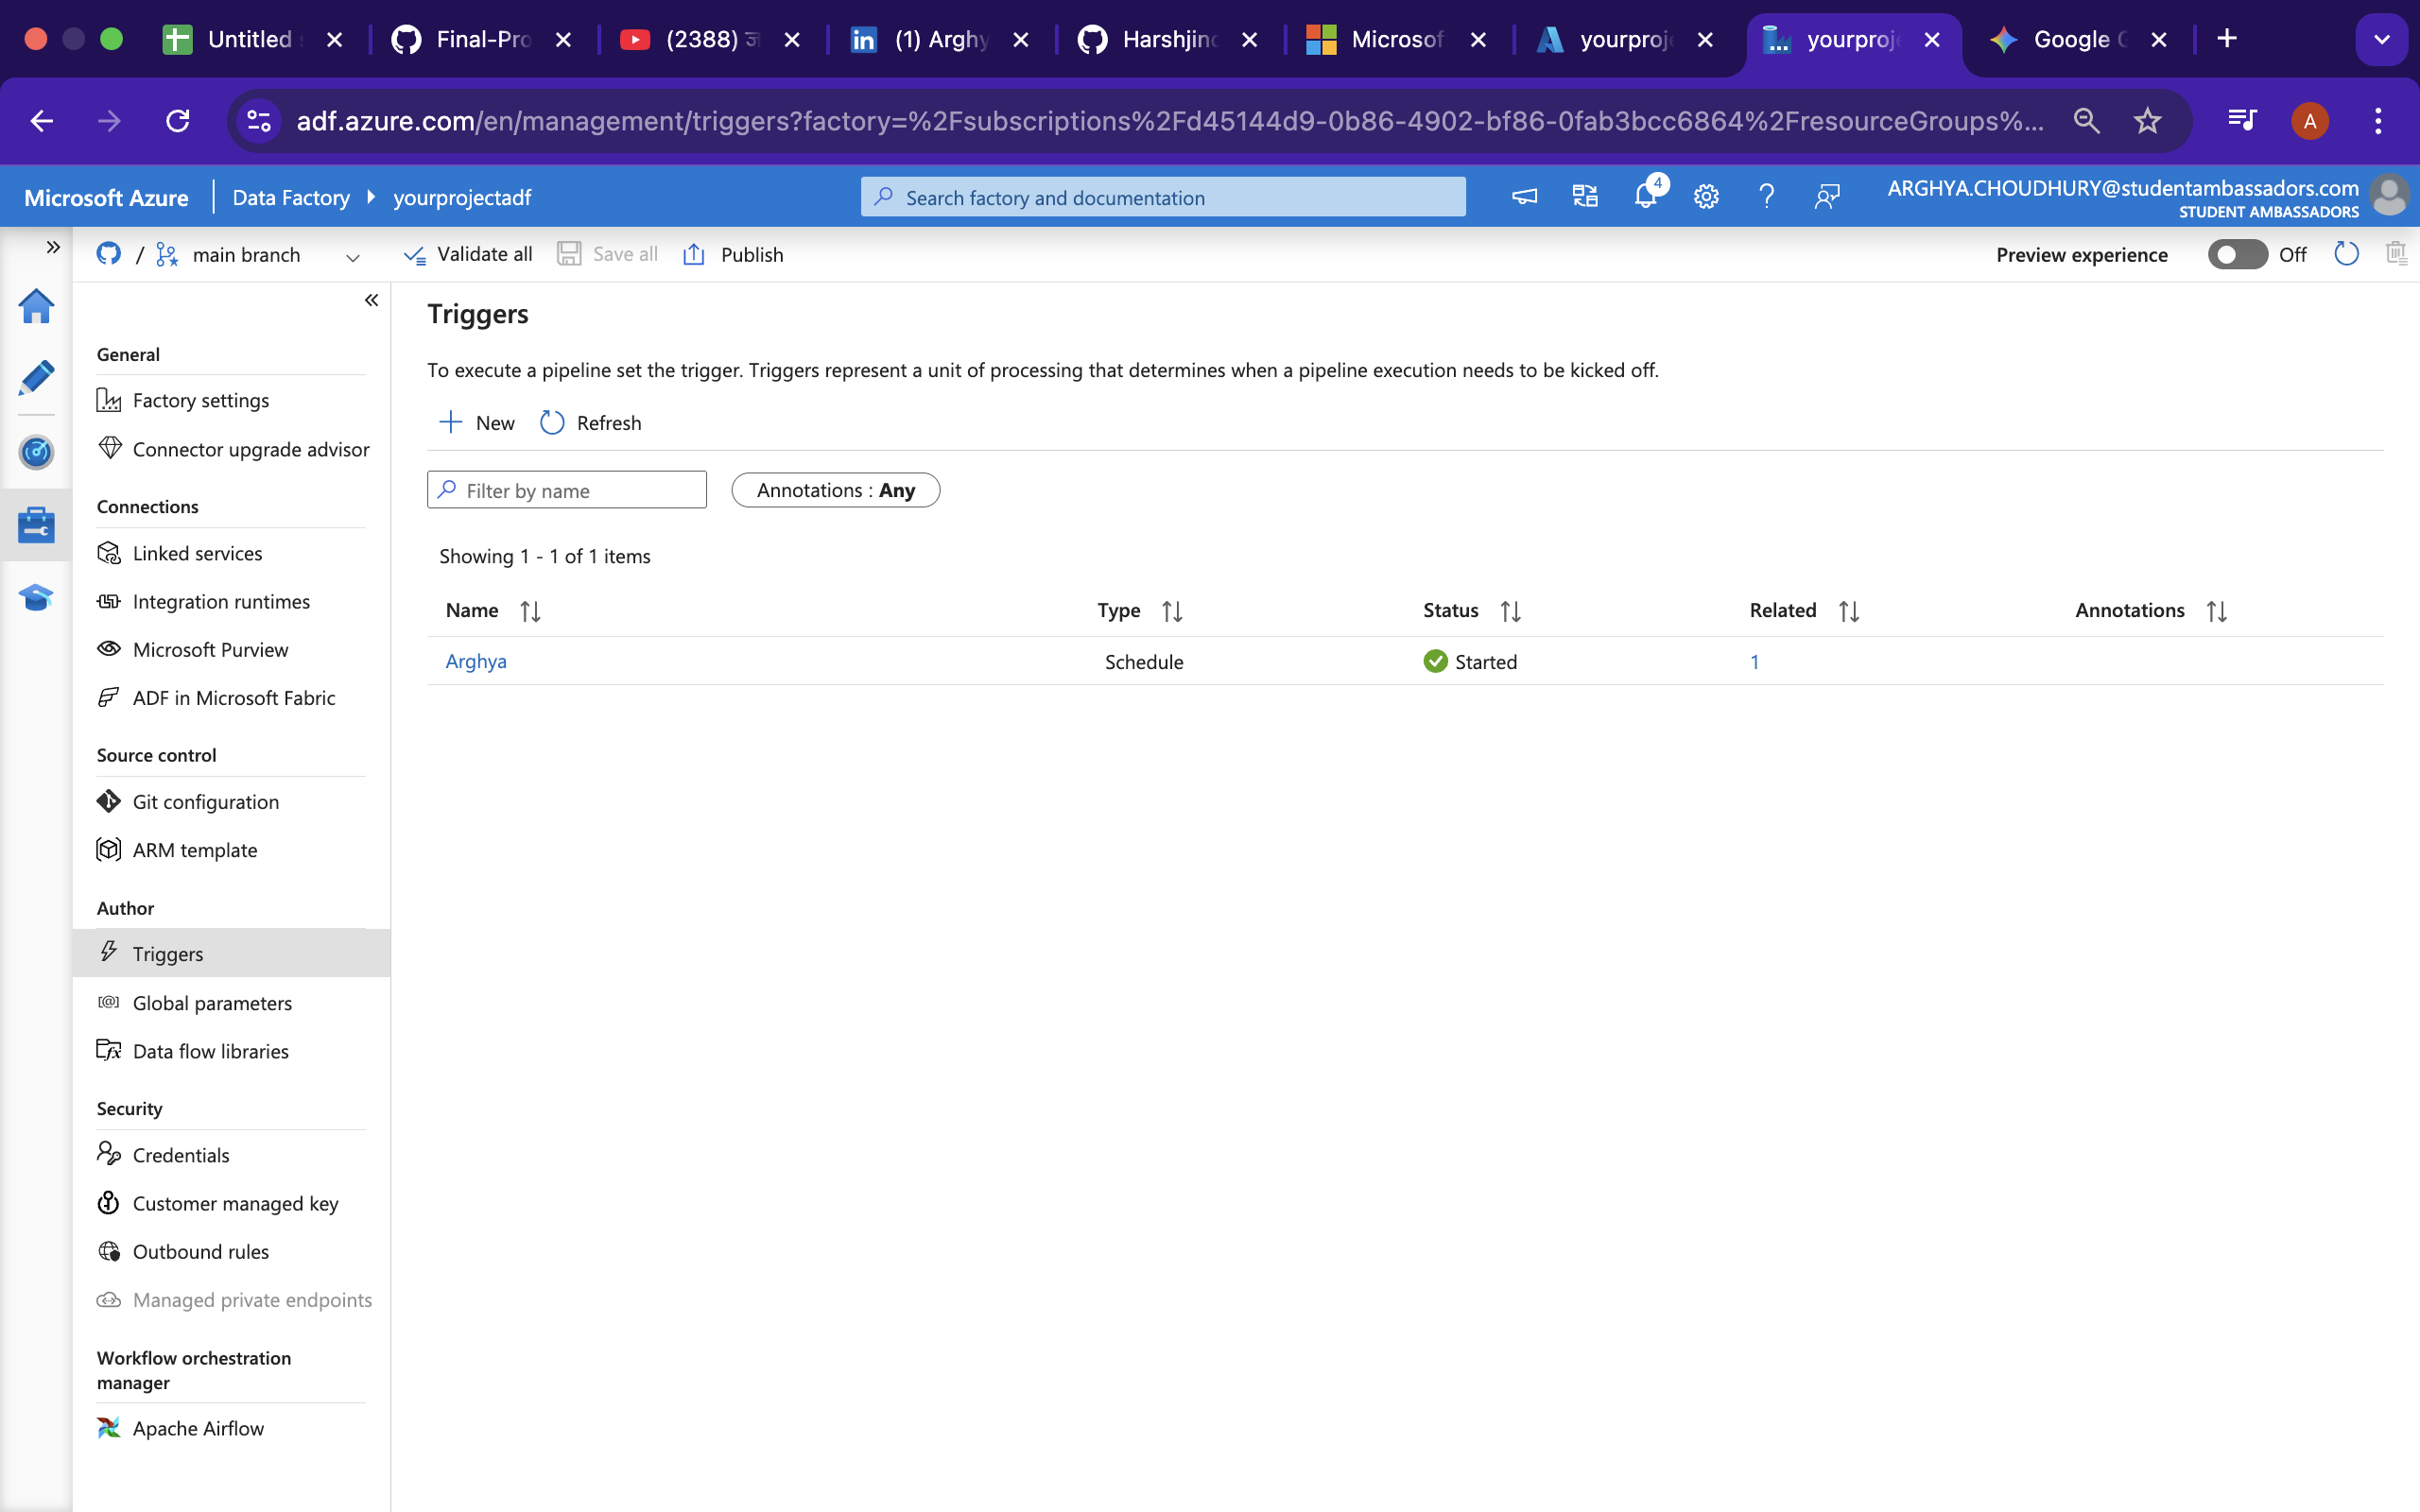 Untitled
Final-Pro
(2388)
(1) Arghy
Harshjind
Microsof
yourproj
yourproj
Google
adf.azure.com/en/management/triggers?factory=%2Fsubscriptions%2Fd45144d9-0b86-4902-bf86-0fab3bcc6864%2FresourceGroups%...
A
Microsoft Azure
Data Factory
yourprojectadf
Search factory and documentation
4
ARGHYA.CHOUDHURY@studentambassadors.com
STUDENT AMBASSADORS
/ main branch
Validate all
Save all
Publish
Preview experience
Off
General
Factory settings
Connector upgrade advisor
Connections
Linked services
Integration runtimes
Microsoft Purview
ADF in Microsoft Fabric
Source control
Git configuration
ARM template
Author
Triggers
Global parameters
Data flow libraries
Security
Credentials
Customer managed key
Outbound rules
Managed private endpoints
Workflow orchestration
manager
Apache Airflow
Triggers
To execute a pipeline set the trigger. Triggers represent a unit of processing that determines when a pipeline execution needs to be kicked off.
New
Refresh
Filter by name
Annotations : Any
Showing 1 - 1 of 1 items
Name Type Status Related Annotations
Arghya Schedule Started 1